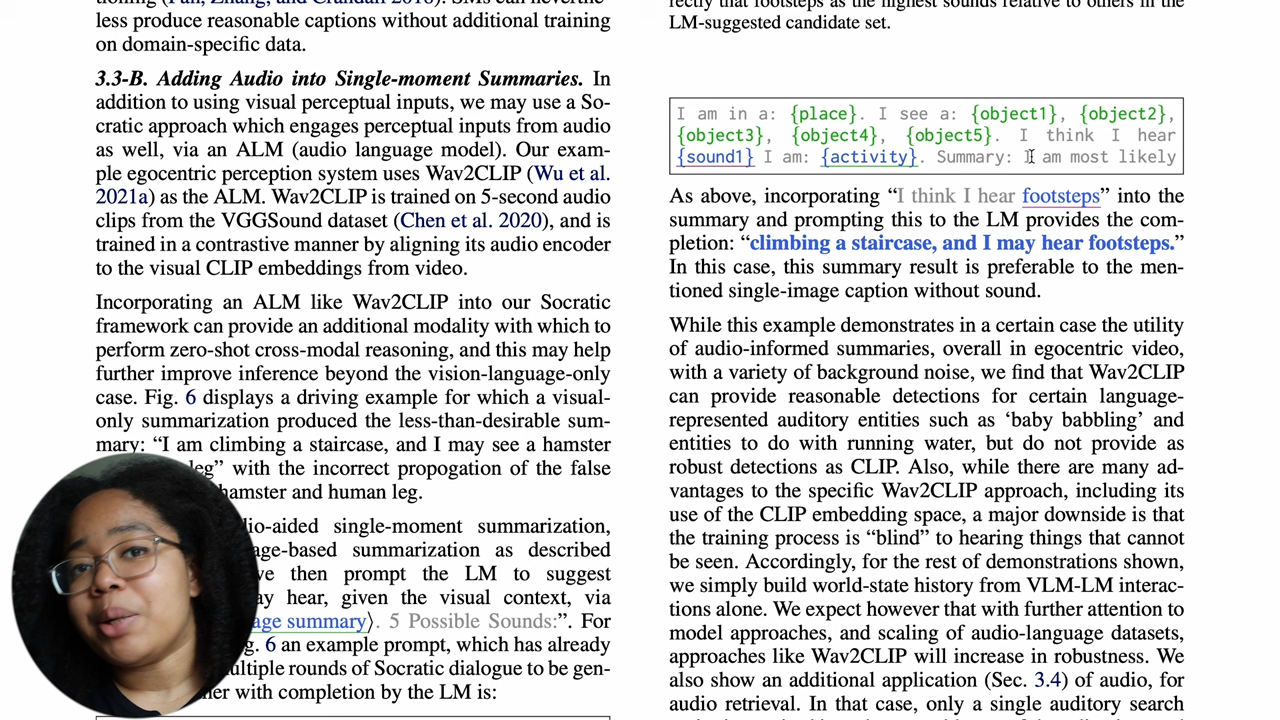 less produce reasonable captions without additional training
on domain-specific data.
3.3-B. Adding Audio into Single-moment Summaries. In
addition to using visual perceptual inputs, we may use a So-
cratic approach which engages perceptual inputs from audio
as well, via an ALM (audio language model). Our exam-
ple egocentric perception system uses Wav2CLIP (Wu et al.
2021a) as the ALM. Wav2CLIP is trained on 5-second audio
clips from the VGGSound dataset (Chen et al. 2020), and is
trained in a contrastive manner by aligning its audio encoder
to the visual CLIP embeddings from video.
Incorporating an ALM like Wav2CLIP into our Socratic
framework can provide an additional modality with which to
perform zero-shot cross-modal reasoning, and this may help
further improve inference beyond the vision-language-only
case. Fig. 6 displays a driving example for which a visual-
only summarization produced the less-than-desirable sum-
mary: “I am climbing a staircase, and I may see a hamster
leg” with the incorrect propogation of the false
hamster and human leg.
dio-aided single-moment summarization,
age-based summarization as described
ve then prompt the LM to suggest
ay hear, given the visual context, via
age summary⟩. 5 Possible Sounds:”. For
g. 6 an example prompt, which has already
ultiple rounds of Socratic dialogue to be gen-
her with completion by the LM is:
rectly that footsteps as the highest sounds relative to others in the
LM-suggested candidate set.
I am in a: {place}. I see a: {object1}, {object2},
{object3}, {object4}, {object5}. I think I hear
{sound1} I am: {activity}. Summary: I am most likely
As above, incorporating “I think I hear footsteps” into the
summary and prompting this to the LM provides the com-
pletion: “climbing a staircase, and I may hear footsteps.”
In this case, this summary result is preferable to the men-
tioned single-image caption without sound.
While this example demonstrates in a certain case the utility
of audio-informed summaries, overall in egocentric video,
with a variety of background noise, we find that Wav2CLIP
can provide reasonable detections for certain language-
represented auditory entities such as ‘baby babbling’ and
entities to do with running water, but do not provide as
robust detections as CLIP. Also, while there are many ad-
vantages to the specific Wav2CLIP approach, including its
use of the CLIP embedding space, a major downside is that
the training process is “blind” to hearing things that cannot
be seen. Accordingly, for the rest of demonstrations shown,
we simply build world-state history from VLM-LM interac-
tions alone. We expect however that with further attention to
model approaches, and scaling of audio-language datasets,
approaches like Wav2CLIP will increase in robustness. We
also show an additional application (Sec. 3.4) of audio, for
audio retrieval. In that case, only a single auditory search